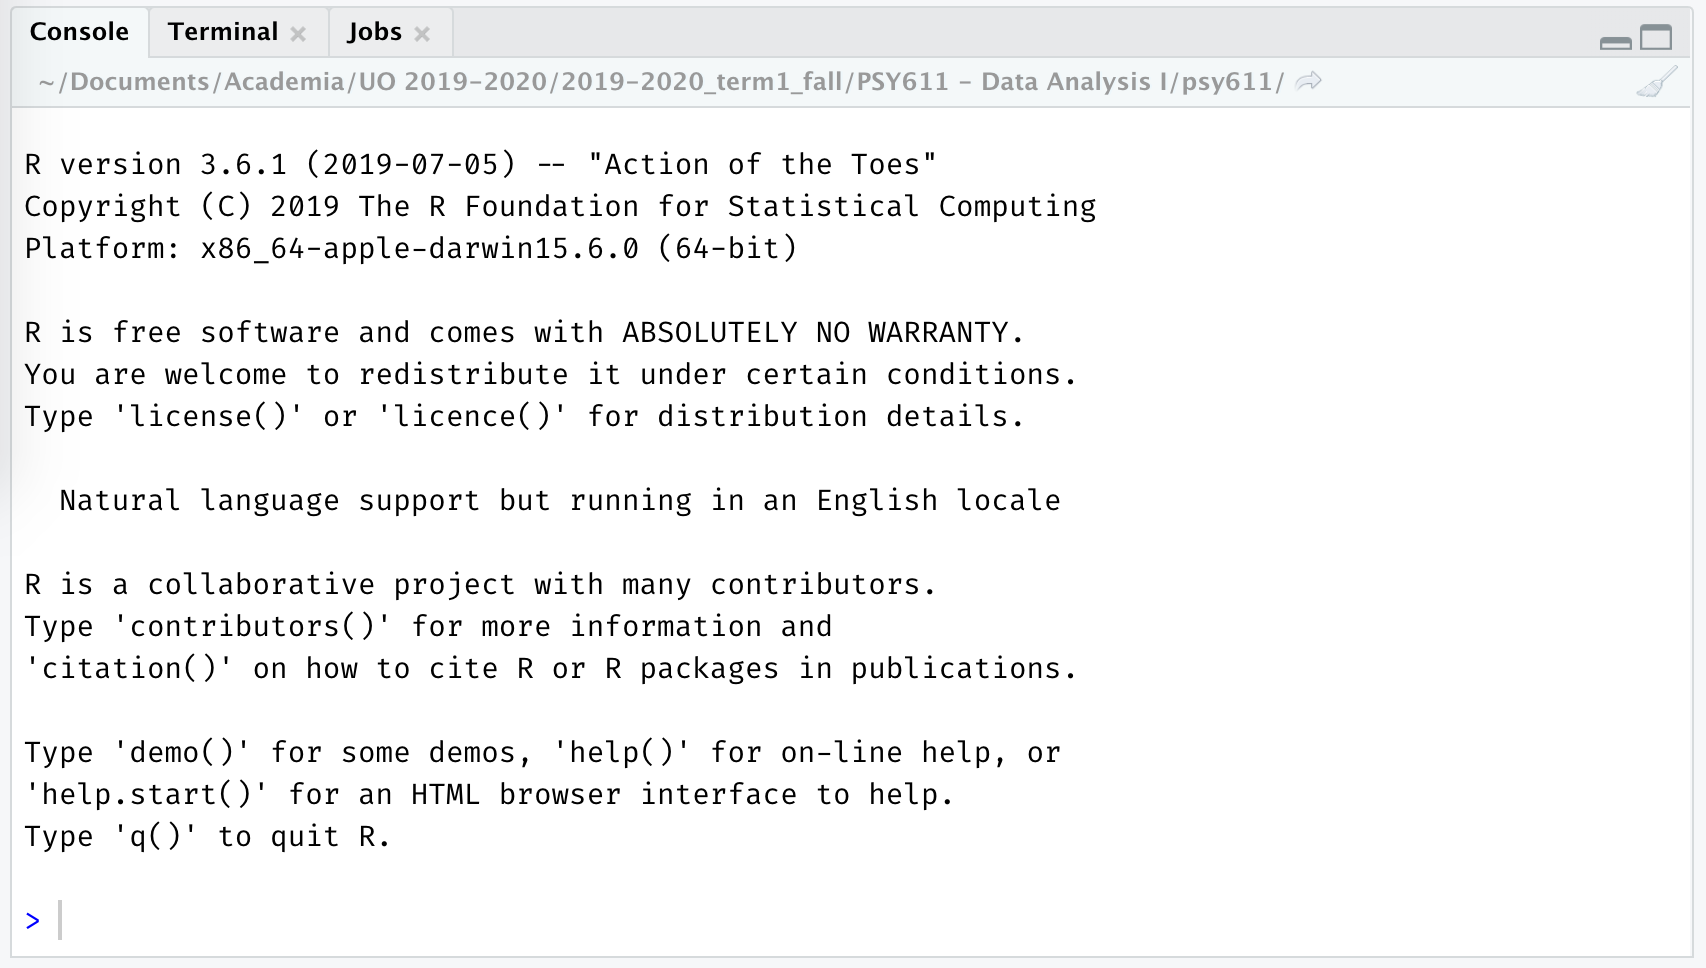 Console Terminal Jobs
~/Documents/Academia/UO 2019-2020/2019-2020_term1_fall/PSY611 - Data Analysis I/psy611/
R version 3.6.1 (2019-07-05) -- "Action of the Toes"
Copyright (C) 2019 The R Foundation for Statistical Computing
Platform: x86_64-apple-darwin15.6.0 (64-bit)
R is free software and comes with ABSOLUTELY NO WARRANTY.
You are welcome to redistribute it under certain conditions.
Type 'license()' or 'licence()' for distribution details.
Natural language support but running in an English locale
R is a collaborative project with many contributors.
Type 'contributors()' for more information and
'citation()' on how to cite R or R packages in publications.
Type 'demo()' for some demos, 'help()' for on-line help, or
'help.start()' for an HTML browser interface to help.
Type 'q()' to quit R.
>